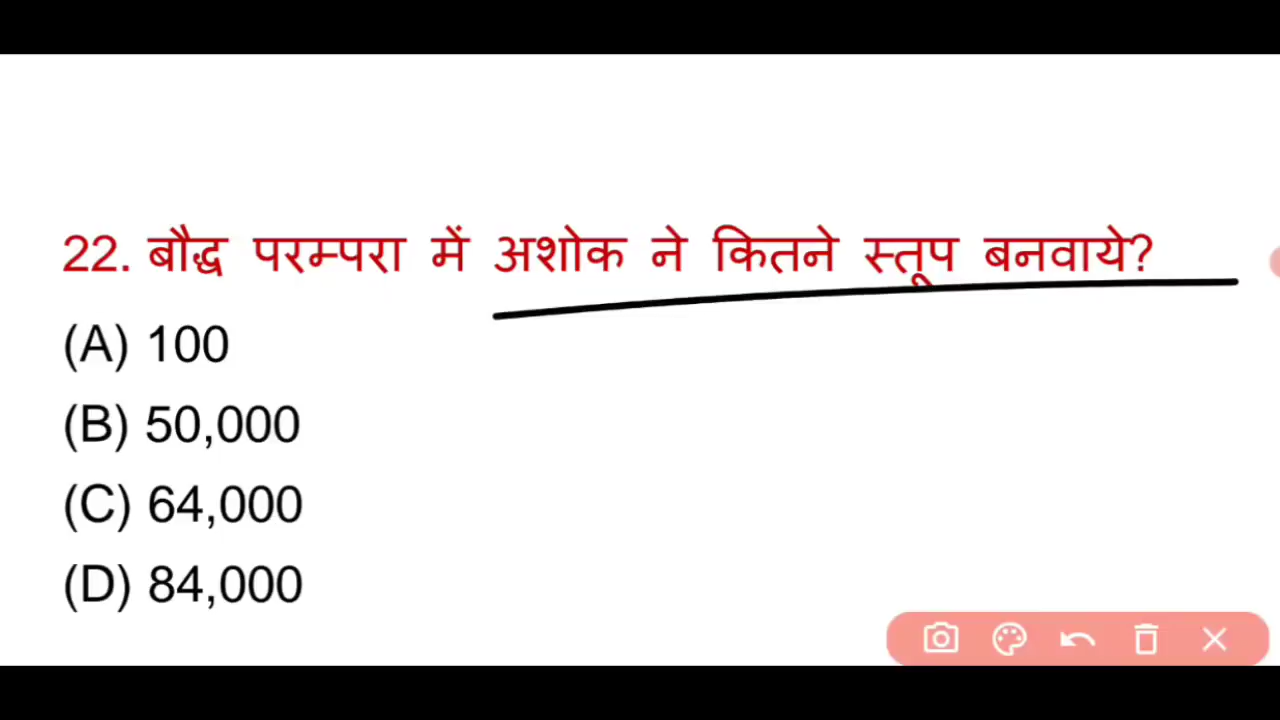 22. बौद्ध परम्परा में अशोक ने कितने स्तूप बनवाये?
(A) 100
(B) 50,000
(C) 64,000
(D) 84,000